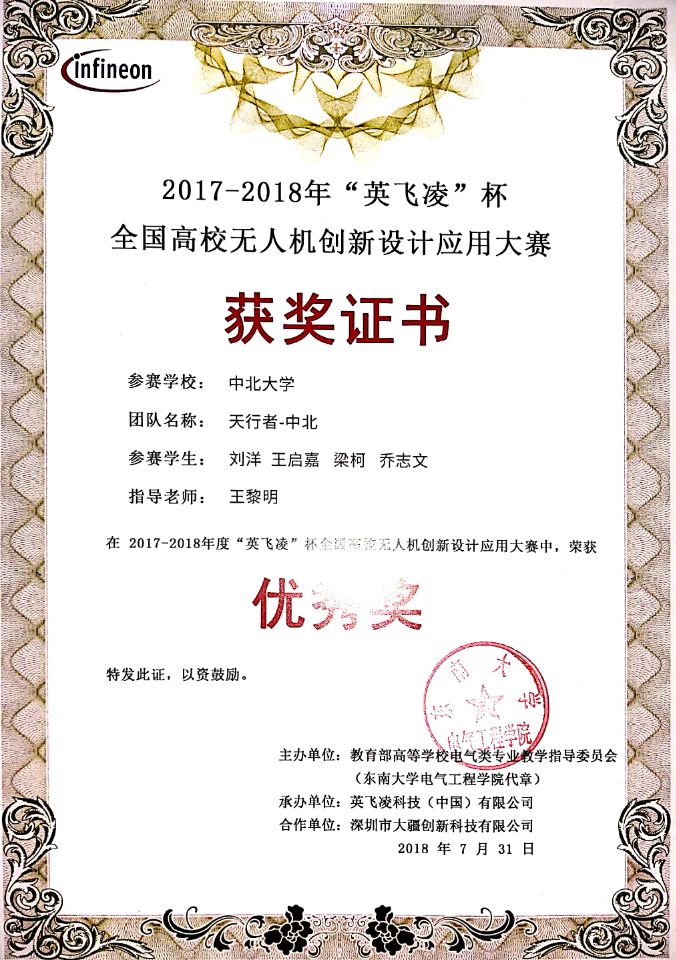 infineon
2017-2018年“英飞凌”杯
全国高校无人机创新设计应用大赛
获奖证书
参赛学校： 中北大学
团队名称： 天行者-中北
参赛学生： 刘洋 王启嘉 梁柯 乔志文
指导老师： 王黎明
在 2017-2018年度“英飞凌”杯全国高校无人机创新设计应用大赛中，荣获
优秀奖
特发此证，以资鼓励。
东南大学
电气工程学院
主办单位：教育部高等学校电气类专业教学指导委员会
（东南大学电气工程学院代章）
承办单位：英飞凌科技（中国）有限公司
合作单位：深圳市大疆创新科技有限公司
2018 年 7 月 31 日